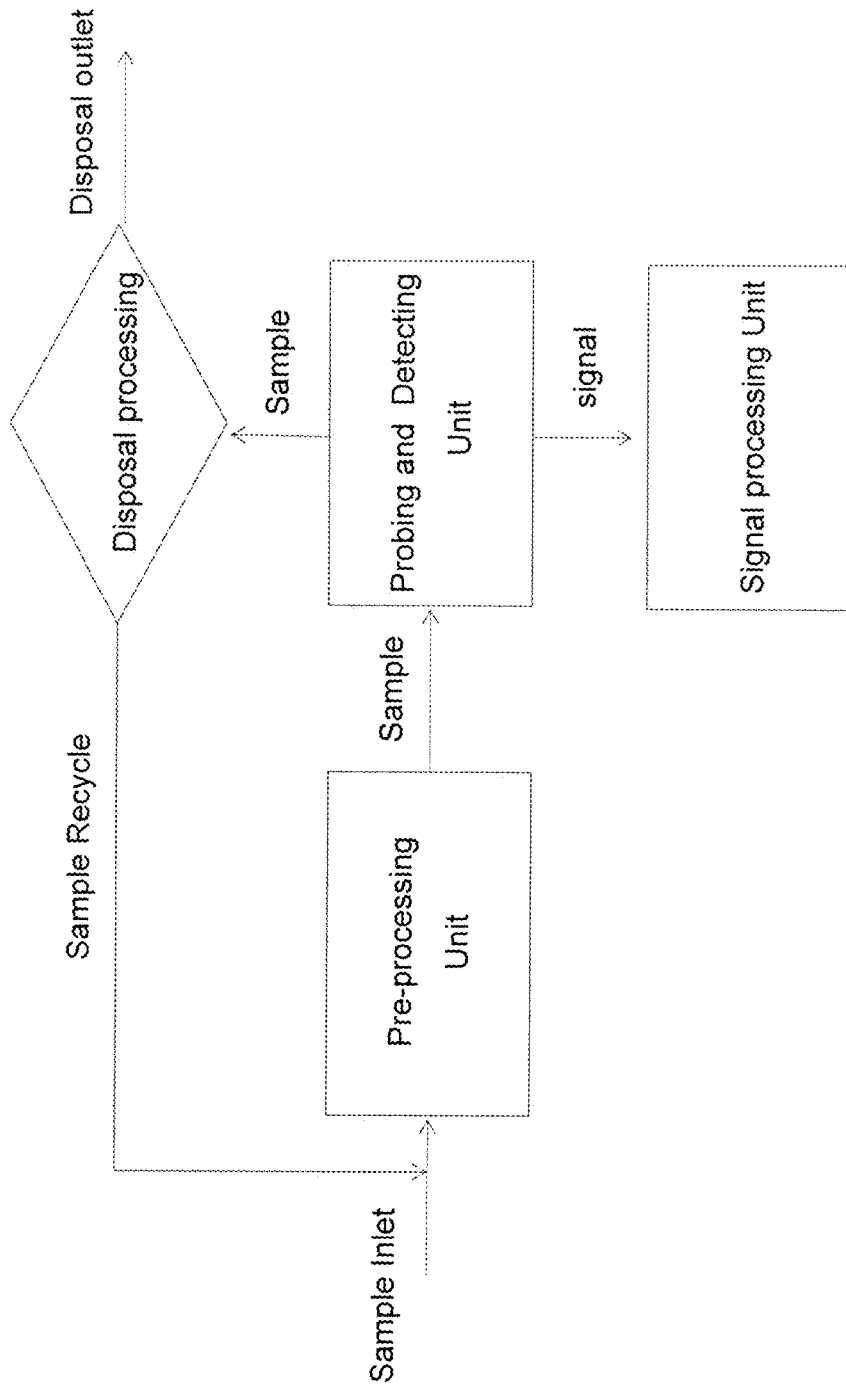 Disposal outlet
Disposal processing
Sample Recycle
Sample
Probing and Detecting
Unit
Sample
Pre-processing
Unit
Sample Inlet
signal
Signal processing Unit